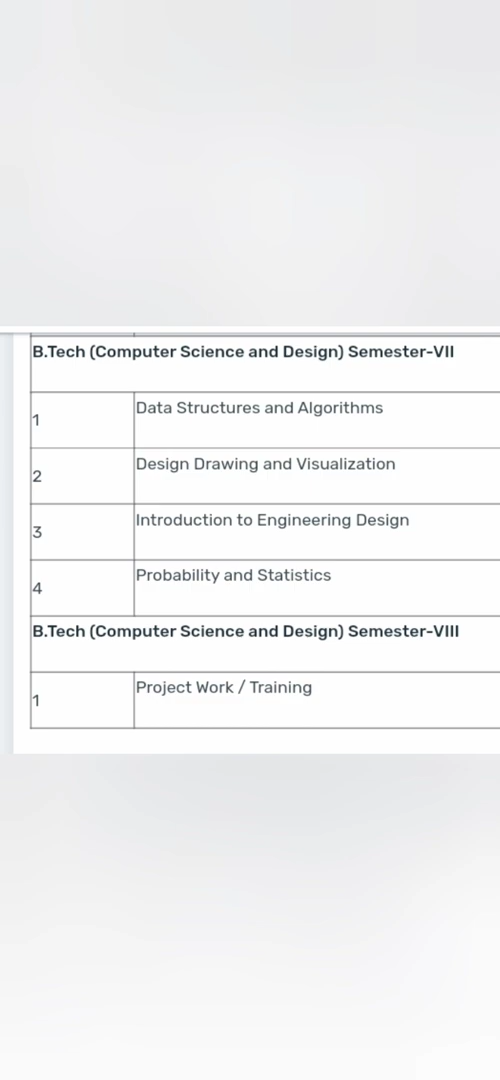 B.Tech (Computer Science and Design) Semester-VII
1 Data Structures and Algorithms
2 Design Drawing and Visualization
3 Introduction to Engineering Design
4 Probability and Statistics
B.Tech (Computer Science and Design) Semester-VIII
1 Project Work / Training